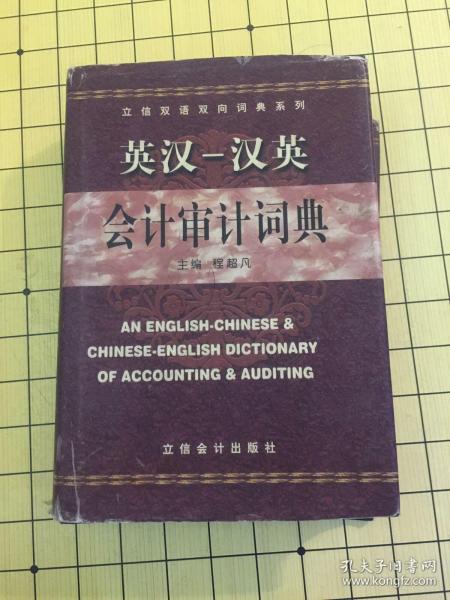 立信双语双向词典系列
英汉－汉英
会计审计词典
主编 程超凡
AN ENGLISH-CHINESE &
CHINESE-ENGLISH DICTIONARY
OF ACCOUNTING & AUDITING
立信会计出版社
孔夫子旧书网
www.kongfz.com